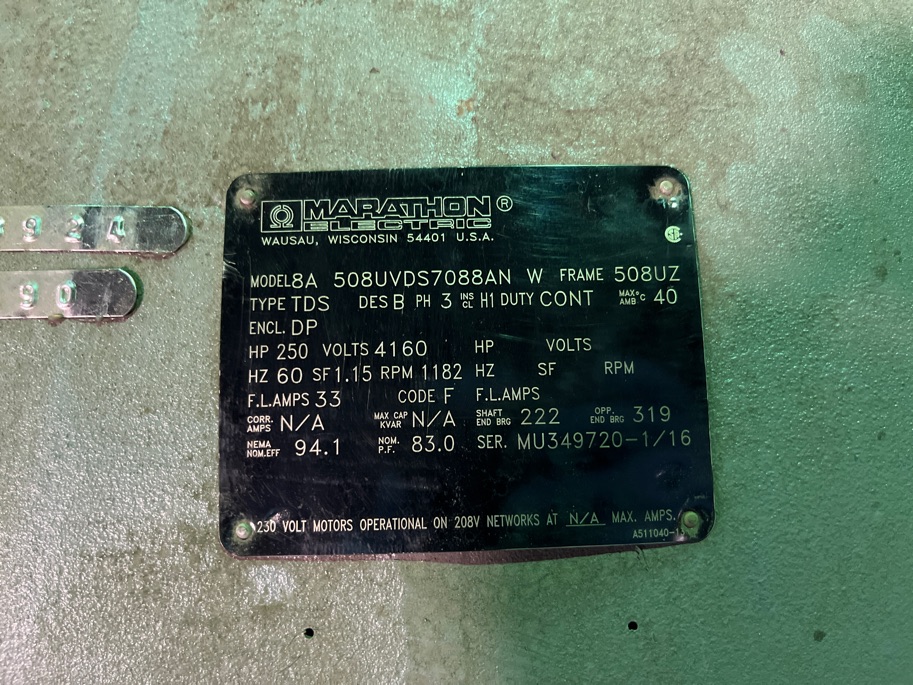 924
90
MARATHON ®
ELECTRIC
WAUSAU, WISCONSIN 54401 U.S.A.
MODEL 8A 508UVDS7088AN W FRAME 508UZ
TYPE TDS DES B PH 3 INS CL H1 DUTY CONT MAX °C AMB 40
ENCL. DP
HP 250 VOLTS 4160 HP VOLTS
HZ 60 SF 1.15 RPM 1182 HZ SF RPM
F.L.AMPS 33 CODE F F.L.AMPS
CORR. AMPS N/A MAX CAP KVAR N/A SHAFT END BRG 222 OPP. END BRG 319
NEMA NOM.EFF 94.1 NOM. P.F. 83.0 SER. MU349720-1/16
230 VOLT MOTORS OPERATIONAL ON 208V NETWORKS AT N/A MAX. AMPS.